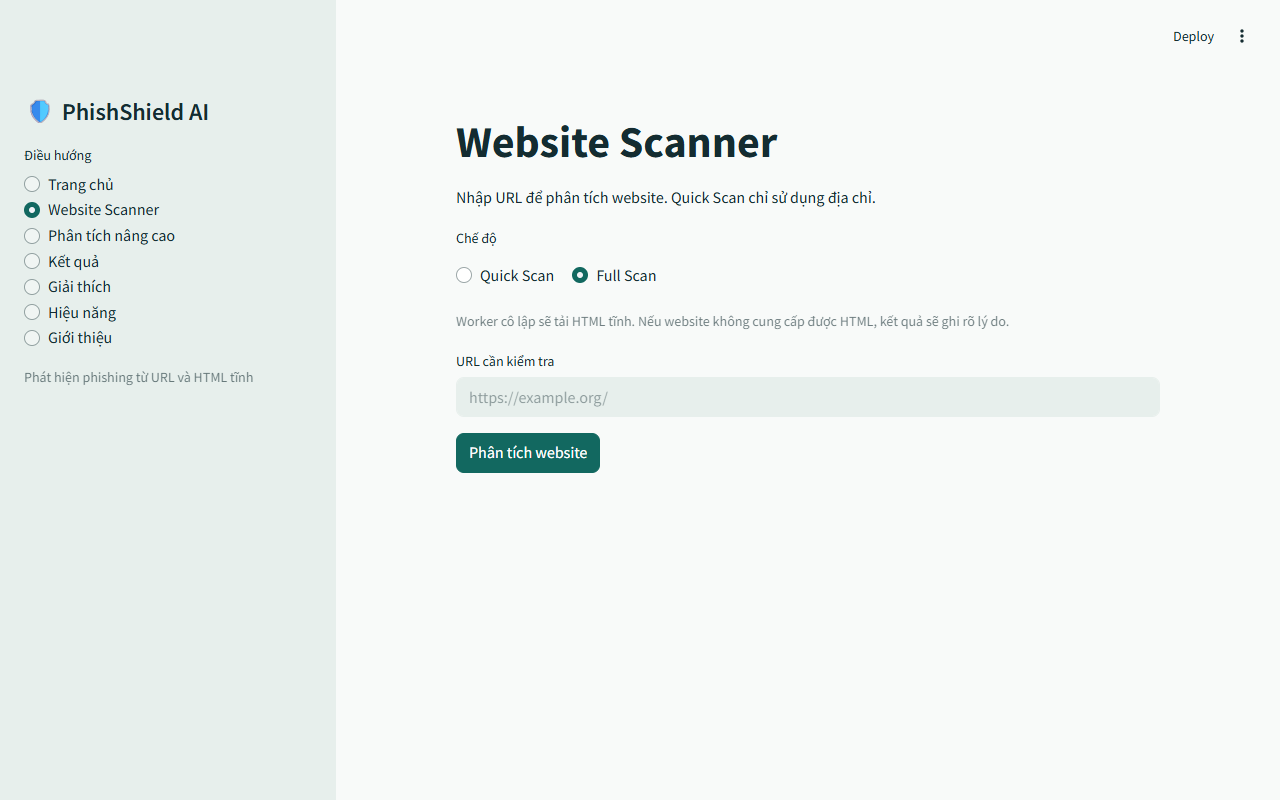 Deploy
PhishShield AI
Điều hướng
Trang chủ
Website Scanner
Phân tích nâng cao
Kết quả
Giải thích
Hiệu năng
Giới thiệu
Phát hiện phishing từ URL và HTML tĩnh
Website Scanner
Nhập URL để phân tích website. Quick Scan chỉ sử dụng địa chỉ.
Chế độ
Quick Scan Full Scan
Worker cô lập sẽ tải HTML tĩnh. Nếu website không cung cấp được HTML, kết quả sẽ ghi rõ lý do.
URL cần kiểm tra
https://example.org/
Phân tích website